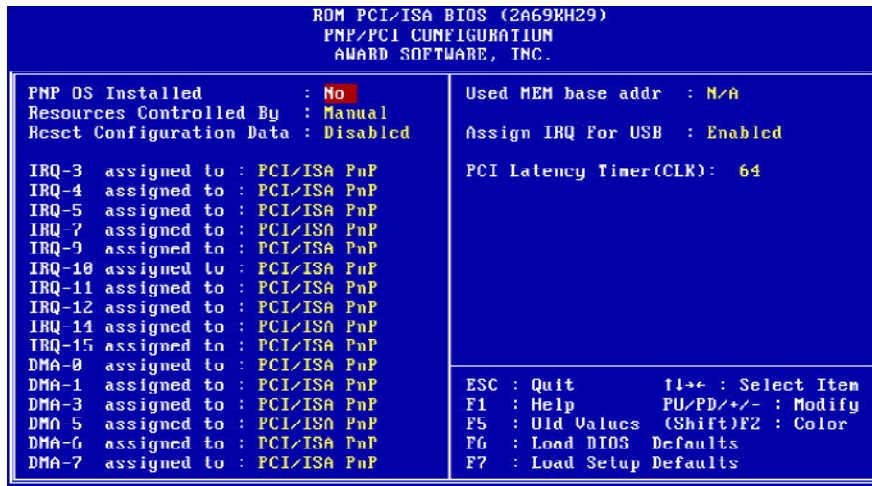 ROM PCI/ISA BIOS (2A69KH29)
PNP/PCI CONFIGURATION
AWARD SOFTWARE, INC.
PNP OS Installed : No
Resources Controlled By : Manual
Reset Configuration Data : Disabled
IRQ-3 assigned to : PCI/ISA PnP
IRQ-4 assigned to : PCI/ISA PnP
IRQ-5 assigned to : PCI/ISA PnP
IRQ-7 assigned to : PCI/ISA PnP
IRQ-9 assigned to : PCI/ISA PnP
IRQ-10 assigned to : PCI/ISA PnP
IRQ-11 assigned to : PCI/ISA PnP
IRQ-12 assigned to : PCI/ISA PnP
IRQ-14 assigned to : PCI/ISA PnP
IRQ-15 assigned to : PCI/ISA PnP
DMA-0 assigned to : PCI/ISA PnP
DMA-1 assigned to : PCI/ISA PnP
DMA-3 assigned to : PCI/ISA PnP
DMA-5 assigned to : PCI/ISA PnP
DMA-6 assigned to : PCI/ISA PnP
DMA-7 assigned to : PCI/ISA PnP
Used MEM base addr : N/A
Assign IRQ For USB : Enabled
PCI Latency Timer(CLK): 64
ESC : Quit ↑↓→← : Select Item
F1 : Help PU/PD/+/- : Modify
F5 : Old Values (Shift)F2 : Color
F6 : Load BIOS Defaults
F7 : Load Setup Defaults